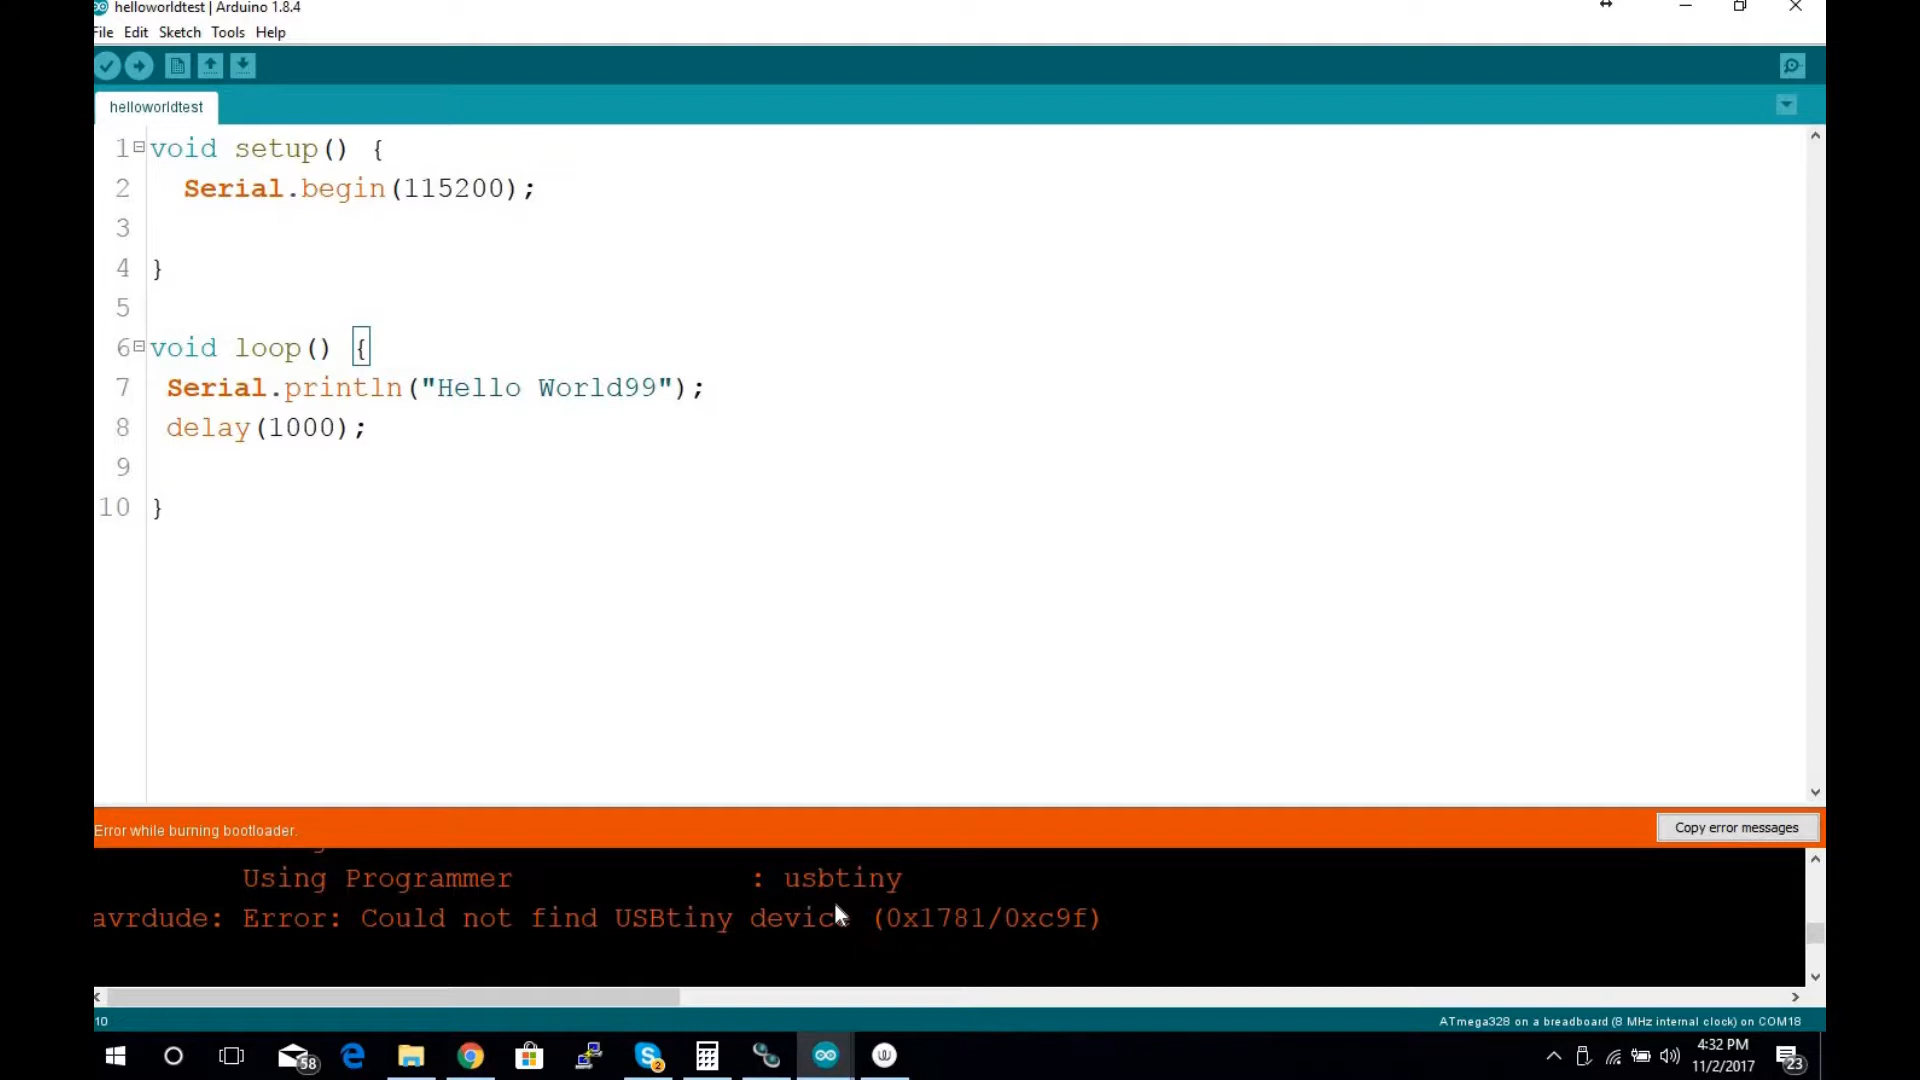 helloworldtest | Arduino 1.8.4
File Edit Sketch Tools Help
helloworldtest
1 void setup() {
2 Serial.begin(115200);
3
4 }
5
6 void loop() {
7 Serial.println("Hello World99");
8 delay(1000);
9
10 }
Error while burning bootloader.
Copy error messages
Using Programmer : usbtiny
avrdude: Error: Could not find USBtiny device (0x1781/0xc9f)
10
ATmega328 on a breadboard (8 MHz internal clock) on COM18
58
2
4:32 PM
11/2/2017
23